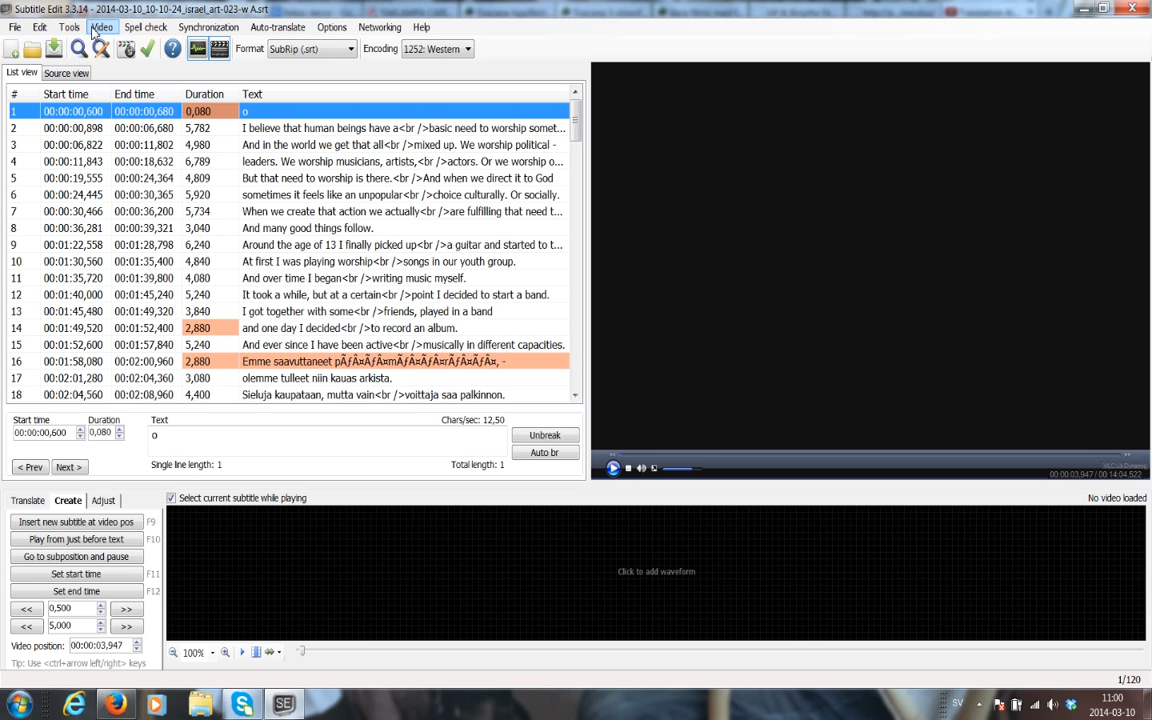 Subtitle Edit 3.3.14 - 2014-03-10_10-10-24_israel_art-023-w A.srt
File Edit Tools Video Spell check Synchronization Auto-translate Options Networking Help
Format SubRip (.srt) Encoding 1252: Western
List view Source view
# Start time End time Duration Text
1 00:00:00,600 00:00:00,680 0,080 o
2 00:00:00,898 00:00:06,680 5,782 I believe that human beings have a<br />basic need to worship somet...
3 00:00:06,822 00:00:11,802 4,980 And in the world we get that all<br />mixed up. We worship political -
4 00:00:11,843 00:00:18,632 6,789 leaders. We worship musicians, artists,<br />actors. Or we worship o...
5 00:00:19,555 00:00:24,364 4,809 But that need to worship is there.<br />And when we direct it to God
6 00:00:24,445 00:00:30,365 5,920 sometimes it feels like an unpopular<br />choice culturally. Or socially.
7 00:00:30,466 00:00:36,200 5,734 When we create that action we actually<br />are fulfilling that need t...
8 00:00:36,281 00:00:39,321 3,040 And many good things follow.
9 00:01:22,558 00:01:28,798 6,240 Around the age of 13 I finally picked up<br />a guitar and started to t...
10 00:01:30,560 00:01:35,400 4,840 At first I was playing worship<br />songs in our youth group.
11 00:01:35,720 00:01:39,800 4,080 And over time I began<br />writing music myself.
12 00:01:40,000 00:01:45,240 5,240 It took a while, but at a certain<br />point I decided to start a band.
13 00:01:45,480 00:01:49,320 3,840 I got together with some<br />friends, played in a band
14 00:01:49,520 00:01:52,400 2,880 and one day I decided<br />to record an album.
15 00:01:52,600 00:01:57,840 5,240 And ever since I have been active<br />musically in different capacities.
16 00:01:58,080 00:02:00,960 2,880 Emme saavuttaneet pÃƒÂ¤ÃƒÂ¤mÃƒÂ¤ÃƒÂ¤rÃƒÂ¤ÃƒÂ¤, -
17 00:02:01,280 00:02:04,360 3,080 olemme tulleet niin kauas arkista.
18 00:02:04,560 00:02:08,960 4,400 Sieluja kaupataan, mutta vain<br />voittaja saa palkinnon.
Start time Duration Text Chars/sec: 12,50
00:00:00,600 0,080 o Unbreak
Auto br
< Prev Next > Single line length: 1 Total length: 1
00:00:03,947 / 00:14:04,522
Translate Create Adjust Select current subtitle while playing No video loaded
Insert new subtitle at video pos F9
Play from just before text F10
Go to subposition and pause
Set start time F11
Set end time F12
<< 0,500 >>
<< 5,000 >>
Video position: 00:00:03,947
Tip: Use <ctrl+arrow left/right> keys
Click to add waveform
100%
1/120
SE
SV
11:00
2014-03-10